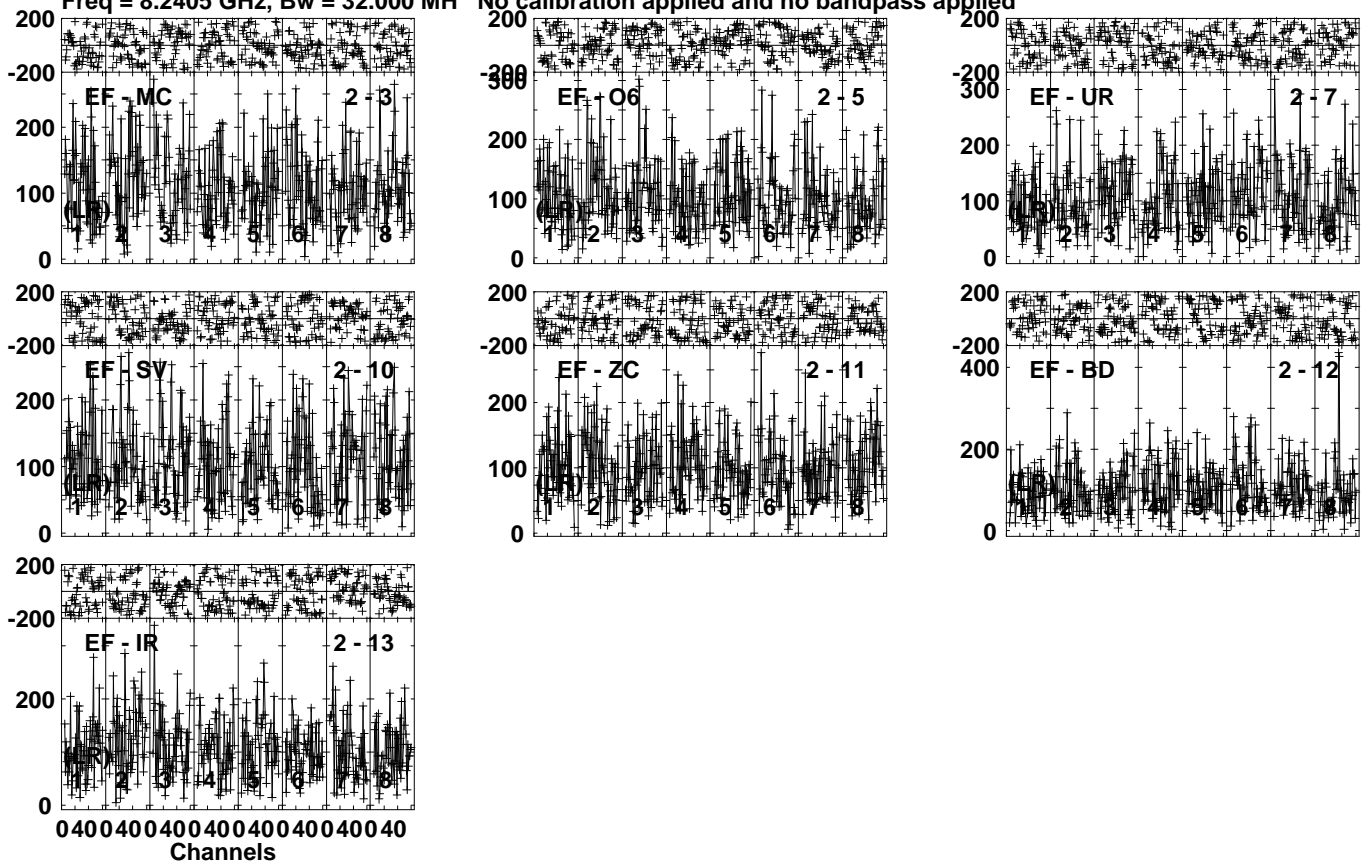 Freq = 8.2405 GHz, Bw = 32.000 MH No calibration applied and no bandpass applied
200
-200
EF - MC 2 - 3
200
100
(LR)
1 2 3 4 5 6 7 8
0
200
-200
300
EF - O6 2 - 5
200
100
(LR)
1 2 3 4 5 6 7 8
0
200
-200
300
EF - UR 2 - 7
200
100
(LR)
1 2 3 4 5 6 7 8
0
200
-200
EF - SV 2 - 10
200
100
(LR)
1 2 3 4 5 6 7 8
0
200
-200
EF - ZC 2 - 11
200
100
(LR)
1 2 3 4 5 6 7 8
0
200
-200
400
EF - BD 2 - 12
200
(LR)
1 2 3 4 5 6 7 8
0
200
-200
EF - IR 2 - 13
200
(LR)
1 2 3 4 5 6 7 8
0
0 40 0 40 0 40 0 40 0 40 0 40 0 40 0 40
Channels